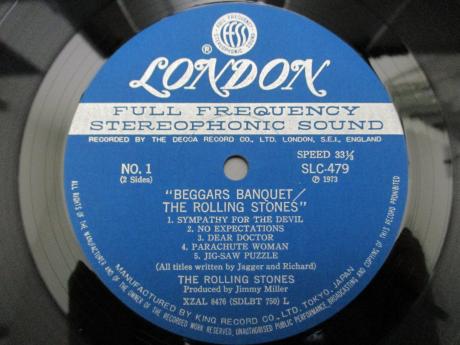 FULL FREQUENCY
ffss
STEREOPHONIC SOUND
®
LONDON
FULL FREQUENCY
STEREOPHONIC SOUND
RECORDED BY THE DECCA RECORD CO., LTD. LONDON, S.E.I., ENGLAND
NO. 1
(2 Sides)
SPEED 33⅓
SLC-479
Ⓟ 1973
"BEGGARS BANQUET/
THE ROLLING STONES"
1. SYMPATHY FOR THE DEVIL
2. NO EXPECTATIONS
3. DEAR DOCTOR
4. PARACHUTE WOMAN
5. JIG-SAW PUZZLE
(All titles written by Jagger and Richard)
THE ROLLING STONES
Produced by Jimmy Miller
XZAL 8476 (SDLBT 750) L
MANUFACTURED BY KING RECORD CO., LTD., TOKYO, JAPAN
ALL RIGHTS OF THE MANUFACTURER AND OF THE OWNER OF THE RECORDED WORK RESERVED, UNAUTHORISED PUBLIC PERFORMANCE, BROADCASTING AND COPYING OF THIS RECORD PROHIBITED